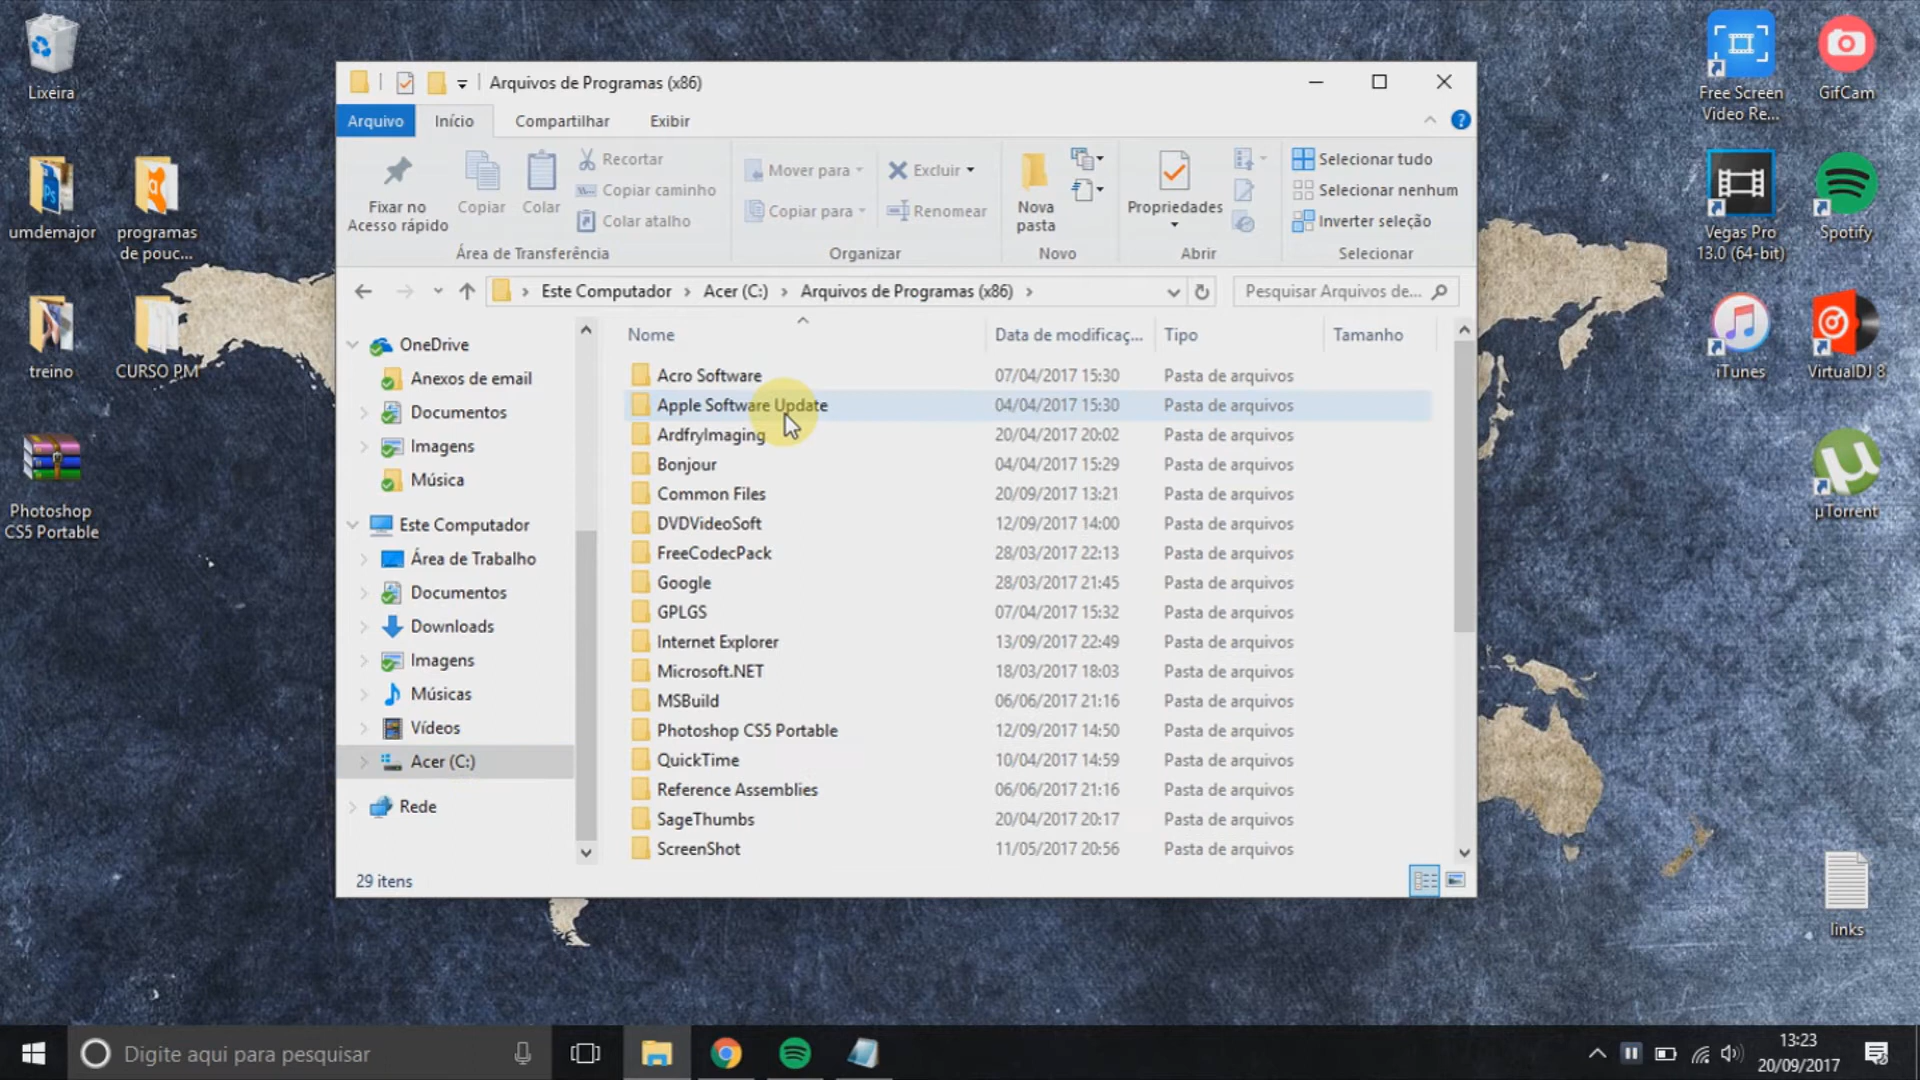 Lixeira
umdemajor
programas
de pouc...
treino
CURSO PM
Photoshop
CS5 Portable
Arquivos de Programas (x86)
Arquivo
Início
Compartilhar
Exibir
Fixar no
Acesso rápido
Copiar
Colar
Recortar
Copiar caminho
Colar atalho
Área de Transferência
Mover para
Copiar para
Excluir
Renomear
Organizar
Nova
pasta
Novo
Propriedades
Abrir
Selecionar tudo
Selecionar nenhum
Inverter seleção
Selecionar
Este Computador > Acer (C:) > Arquivos de Programas (x86) >
Pesquisar Arquivos de...
OneDrive
Anexos de email
Documentos
Imagens
Música
Este Computador
Área de Trabalho
Documentos
Downloads
Imagens
Músicas
Vídeos
Acer (C:)
Rede
Nome Data de modificaç... Tipo Tamanho
Acro Software 07/04/2017 15:30 Pasta de arquivos
Apple Software Update 04/04/2017 15:30 Pasta de arquivos
ArdfryImaging 20/04/2017 20:02 Pasta de arquivos
Bonjour 04/04/2017 15:29 Pasta de arquivos
Common Files 20/09/2017 13:21 Pasta de arquivos
DVDVideoSoft 12/09/2017 14:00 Pasta de arquivos
FreeCodecPack 28/03/2017 22:13 Pasta de arquivos
Google 28/03/2017 21:45 Pasta de arquivos
GPLGS 07/04/2017 15:32 Pasta de arquivos
Internet Explorer 13/09/2017 22:49 Pasta de arquivos
Microsoft.NET 18/03/2017 18:03 Pasta de arquivos
MSBuild 06/06/2017 21:16 Pasta de arquivos
Photoshop CS5 Portable 12/09/2017 14:50 Pasta de arquivos
QuickTime 10/04/2017 14:59 Pasta de arquivos
Reference Assemblies 06/06/2017 21:16 Pasta de arquivos
SageThumbs 20/04/2017 20:17 Pasta de arquivos
ScreenShot 11/05/2017 20:56 Pasta de arquivos
29 itens
Free Screen
Video Re...
GifCam
Vegas Pro
13.0 (64-bit)
Spotify
iTunes
VirtualDJ 8
µTorrent
links
Digite aqui para pesquisar
13:23
20/09/2017